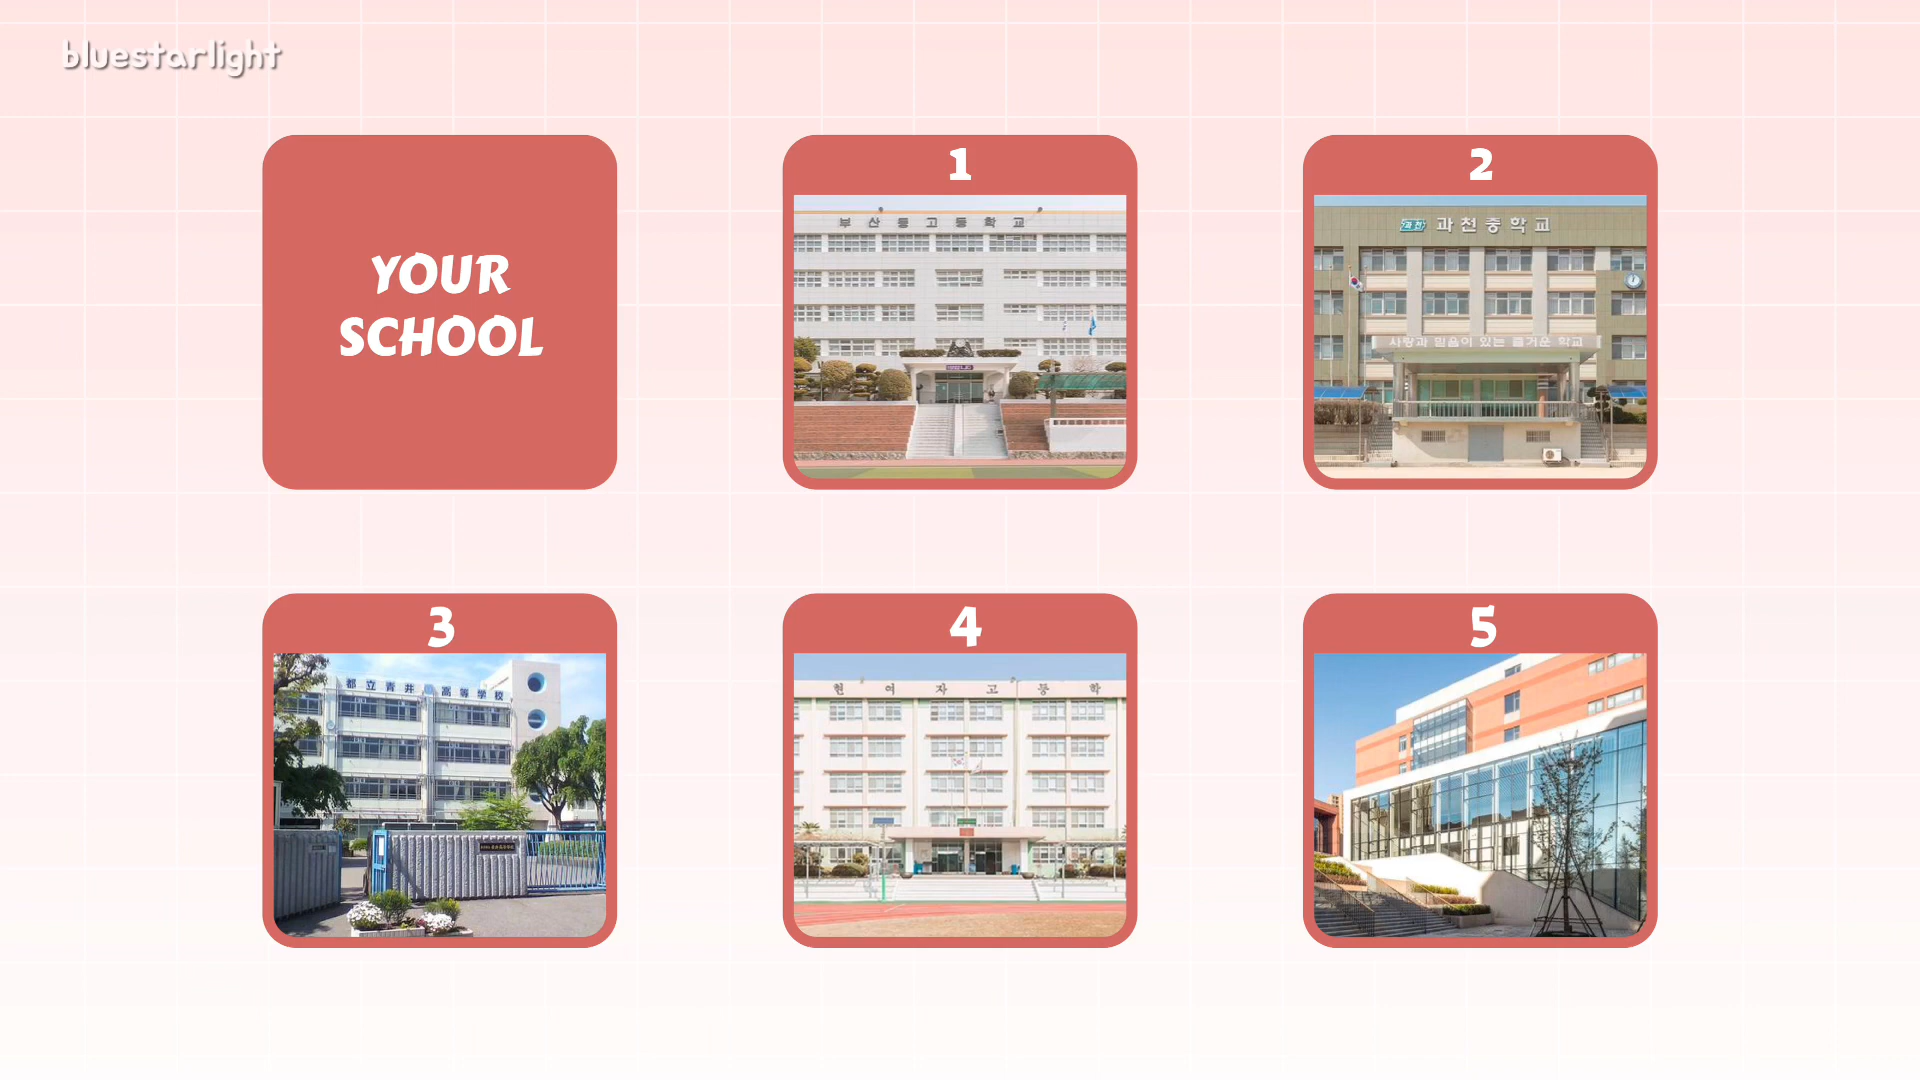 bluestarlight
YOUR
SCHOOL
1
부산동고등학교
2
과천 과천중학교
사랑과 믿음이 있는 즐거운 학교
3
都立青井高等学校
4
현여자고등학
5